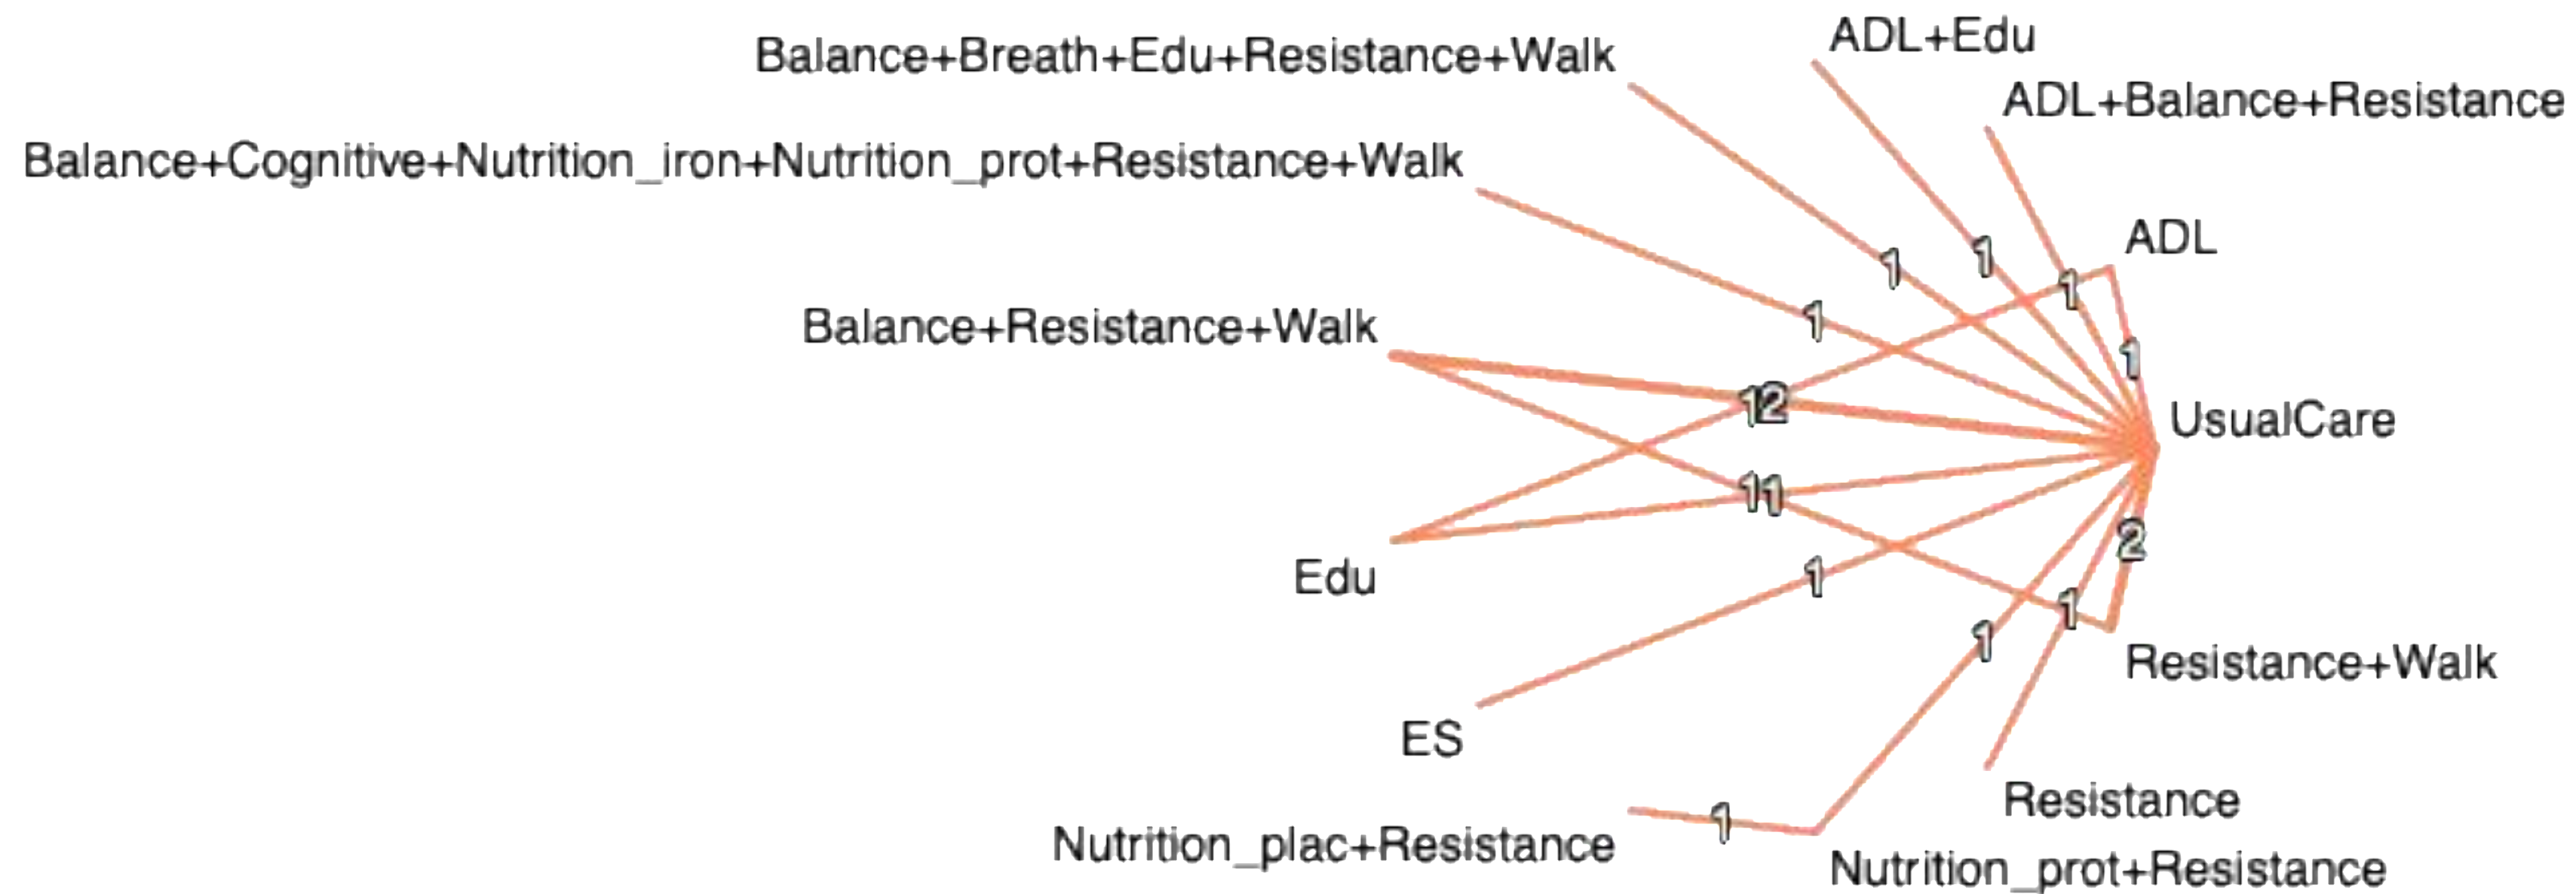 ADL+Edu
Balance+Breath+Edu+Resistance+Walk
ADL+Balance+Resistance
Balance+Cognitive+Nutrition_iron+Nutrition_prot+Resistance+Walk
ADL
1
1
1
1
Balance+Resistance+Walk
1
12
UsualCare
11
2
Edu
1
1
1
Resistance+Walk
ES
Resistance
1
Nutrition_plac+Resistance
Nutrition_prot+Resistance